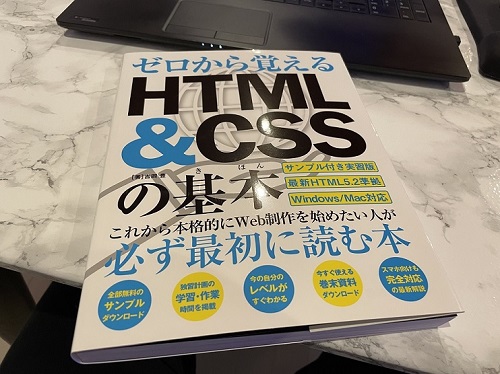 ゼロから覚える
HTML
&CSS
きほん
の基本
サンプル付き実習版
最新HTML5.2準拠
Windows/Mac対応
これから本格的にWeb制作を始めたい人が
必ず最初に読む本
全部無料の
サンプル
ダウンロード
独習計画の
学習・作業
時間を掲載
今の自分の
レベルが
すぐわかる
今すぐ使える
巻末資料
ダウンロード
スマホ向けも
完全対応
の最新解説